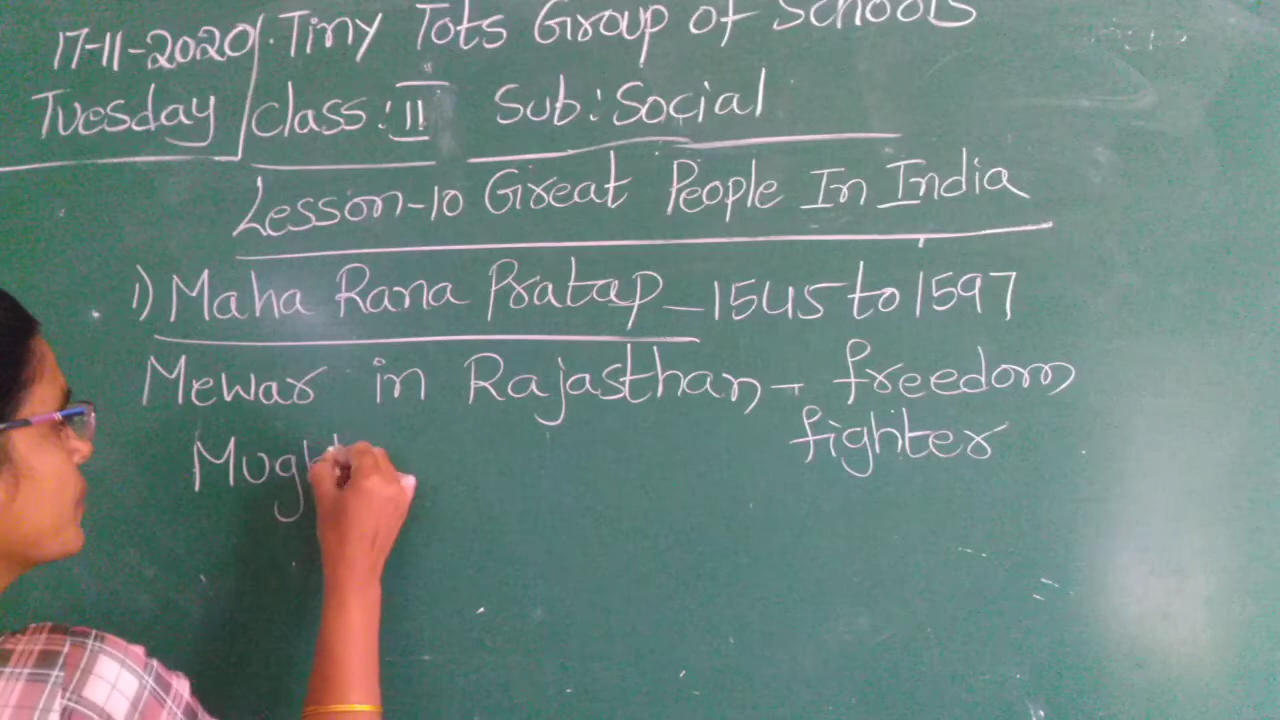 17-11-2020 Tiny Tots Group of Schools
Tuesday class: II Sub: Social
Lesson-10 Great People In India
1) Maha Rana Pratap - 1545 to 1597
Mewar in Rajasthan - freedom
fighter
Mugh